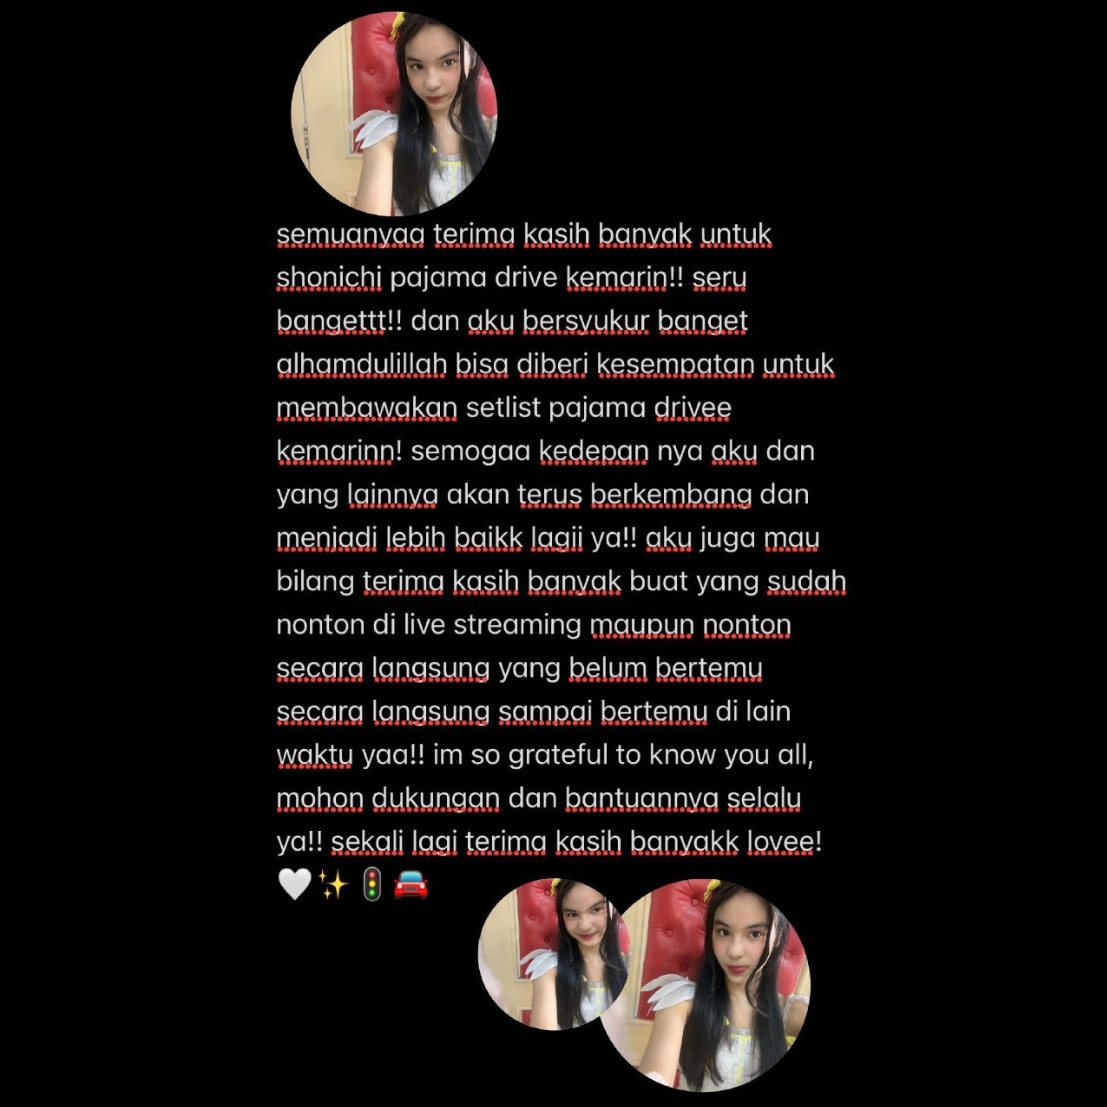 semuanyaa terima kasih banyak untuk
shonichi pajama drive kemarin!! seru
bangettt!! dan aku bersyukur banget
alhamdulillah bisa diberi kesempatan untuk
membawakan setlist pajama drivee
kemarinn! semogaa kedepan nya aku dan
yang lainnya akan terus berkembang dan
menjadi lebih baikk lagii ya!! aku juga mau
bilang terima kasih banyak buat yang sudah
nonton di live streaming maupun nonton
secara langsung yang belum bertemu
secara langsung sampai bertemu di lain
waktu yaa!! im so grateful to know you all,
mohon dukungan dan bantuannya selalu
ya!! sekali lagi terima kasih banyakk lovee!
🤍✨🚦🚘